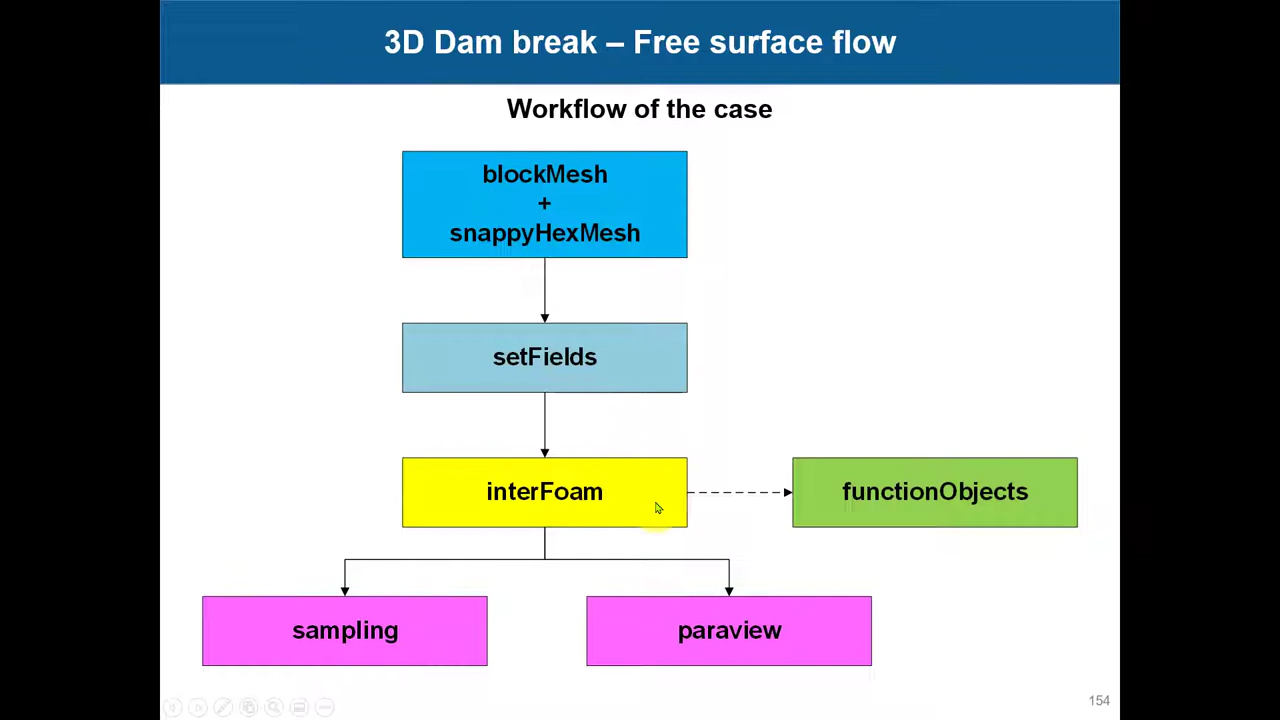 3D Dam break – Free surface flow
Workflow of the case
blockMesh
+
snappyHexMesh
setFields
interFoam
functionObjects
sampling
paraview
154